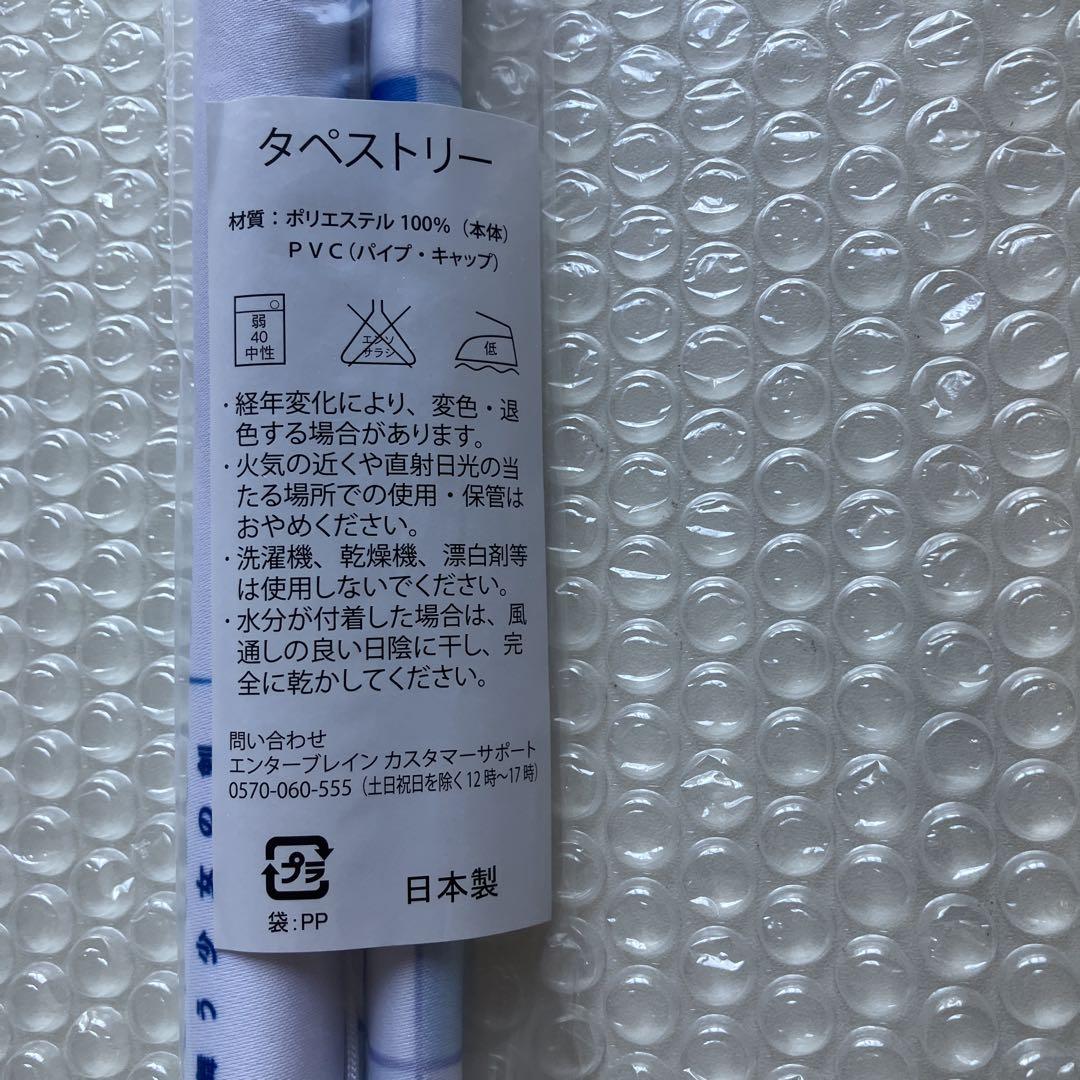 タペストリー
材質：ポリエステル 100％（本体）
ＰＶＣ（パイプ・キャップ）
弱
40
中性
エンソ
サラシ
低
・経年変化により、変色・退
色する場合があります。
・火気の近くや直射日光の当
たる場所での使用・保管は
おやめください。
・洗濯機、乾燥機、漂白剤等
は使用しないでください。
・水分が付着した場合は、風
通しの良い日陰に干し、完
全に乾かしてください。
問い合わせ
エンターブレイン カスタマーサポート
0570-060-555（土日祝日を除く12時〜17時）
プラ
袋：PP
日本製
う少女の